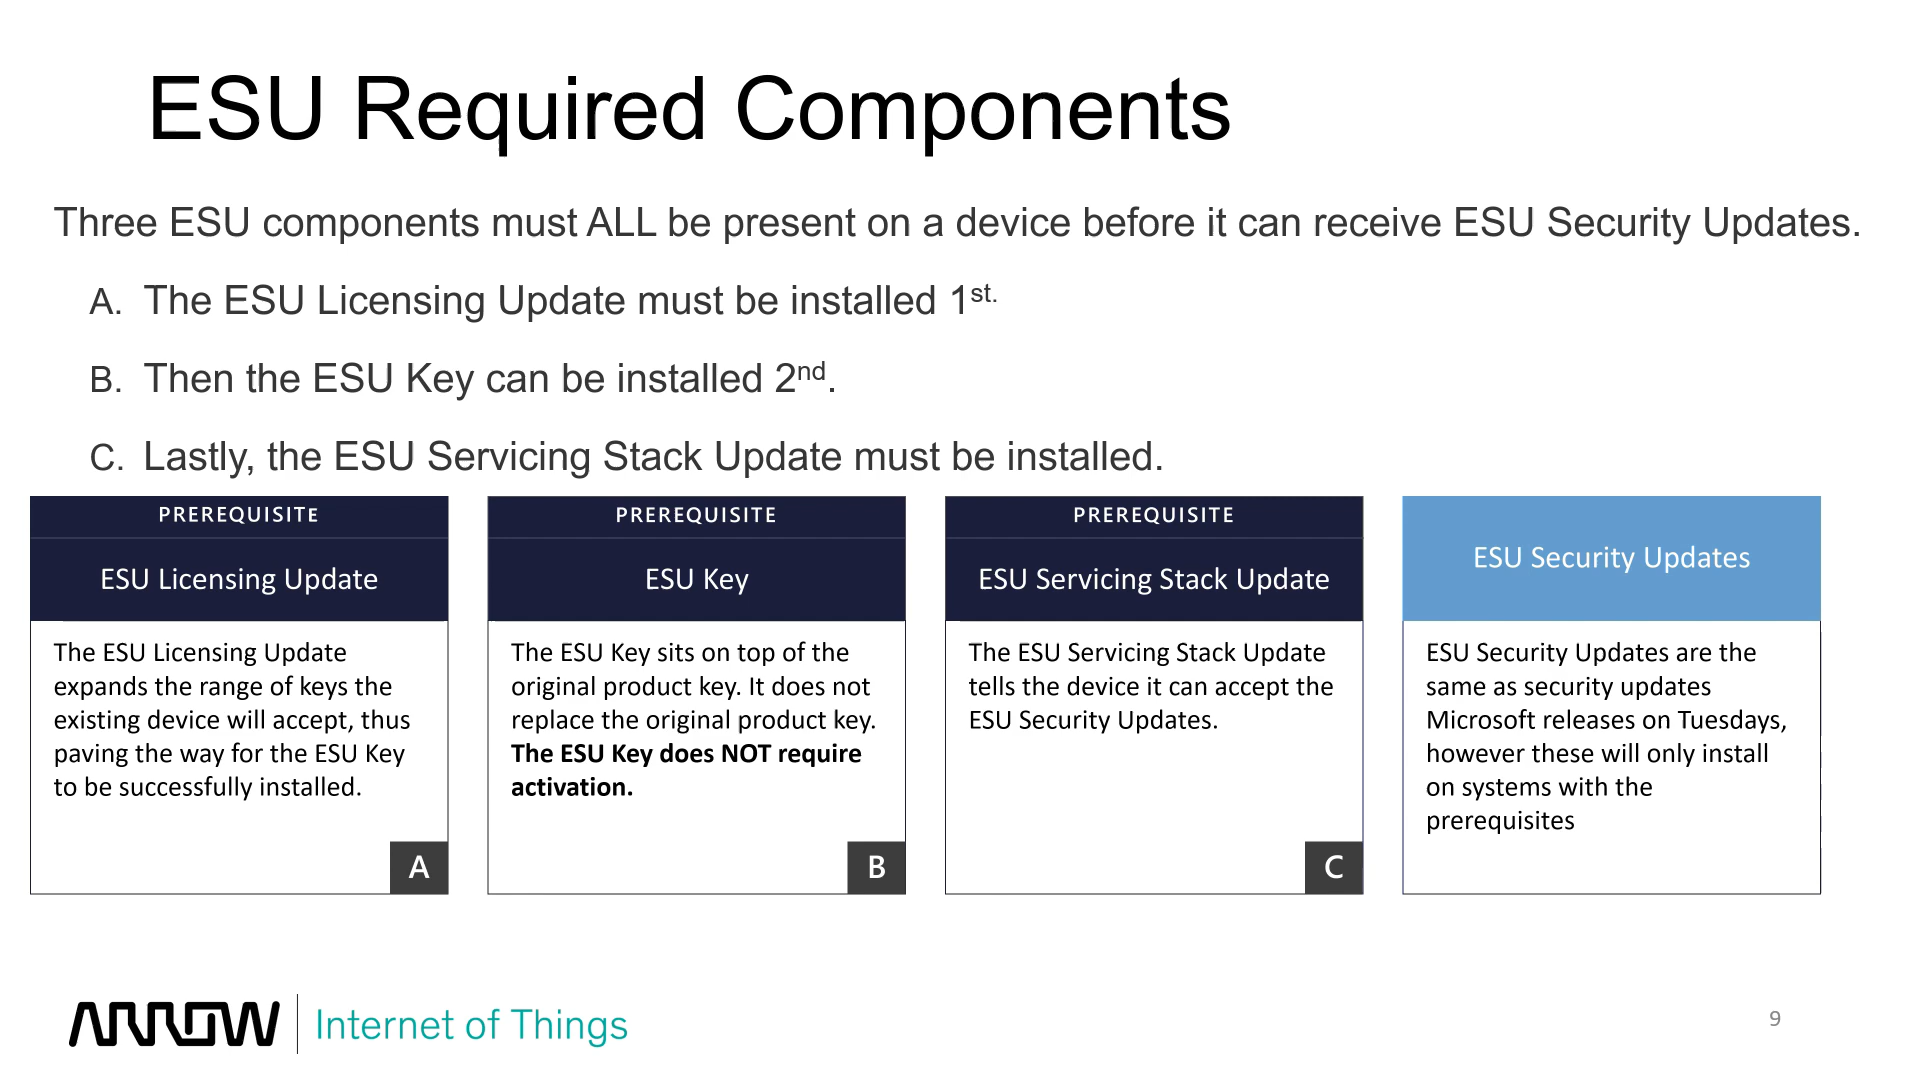 ESU Required Components
Three ESU components must ALL be present on a device before it can receive ESU Security Updates.
A. The ESU Licensing Update must be installed 1st.
B. Then the ESU Key can be installed 2nd.
C. Lastly, the ESU Servicing Stack Update must be installed.
PREREQUISITE
ESU Licensing Update
The ESU Licensing Update
expands the range of keys the
existing device will accept, thus
paving the way for the ESU Key
to be successfully installed.
A
PREREQUISITE
ESU Key
The ESU Key sits on top of the
original product key. It does not
replace the original product key.
The ESU Key does NOT require
activation.
B
PREREQUISITE
ESU Servicing Stack Update
The ESU Servicing Stack Update
tells the device it can accept the
ESU Security Updates.
C
ESU Security Updates
ESU Security Updates are the
same as security updates
Microsoft releases on Tuesdays,
however these will only install
on systems with the
prerequisites
ARROW
Internet of Things
9